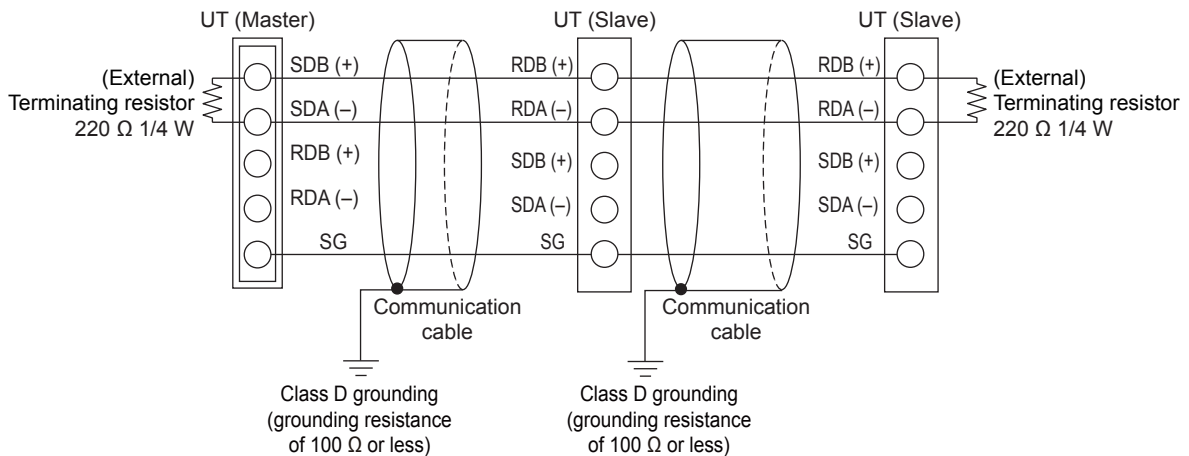 UT (Master)
UT (Slave)
UT (Slave)
(External)
Terminating resistor
220 Ω 1/4 W
SDB (+)
SDA (–)
RDB (+)
RDA (–)
SG
RDB (+)
RDA (–)
SDB (+)
SDA (–)
SG
RDB (+)
RDA (–)
SDB (+)
SDA (–)
SG
(External)
Terminating resistor
220 Ω 1/4 W
Communication
cable
Communication
cable
Class D grounding
(grounding resistance
of 100 Ω or less)
Class D grounding
(grounding resistance
of 100 Ω or less)